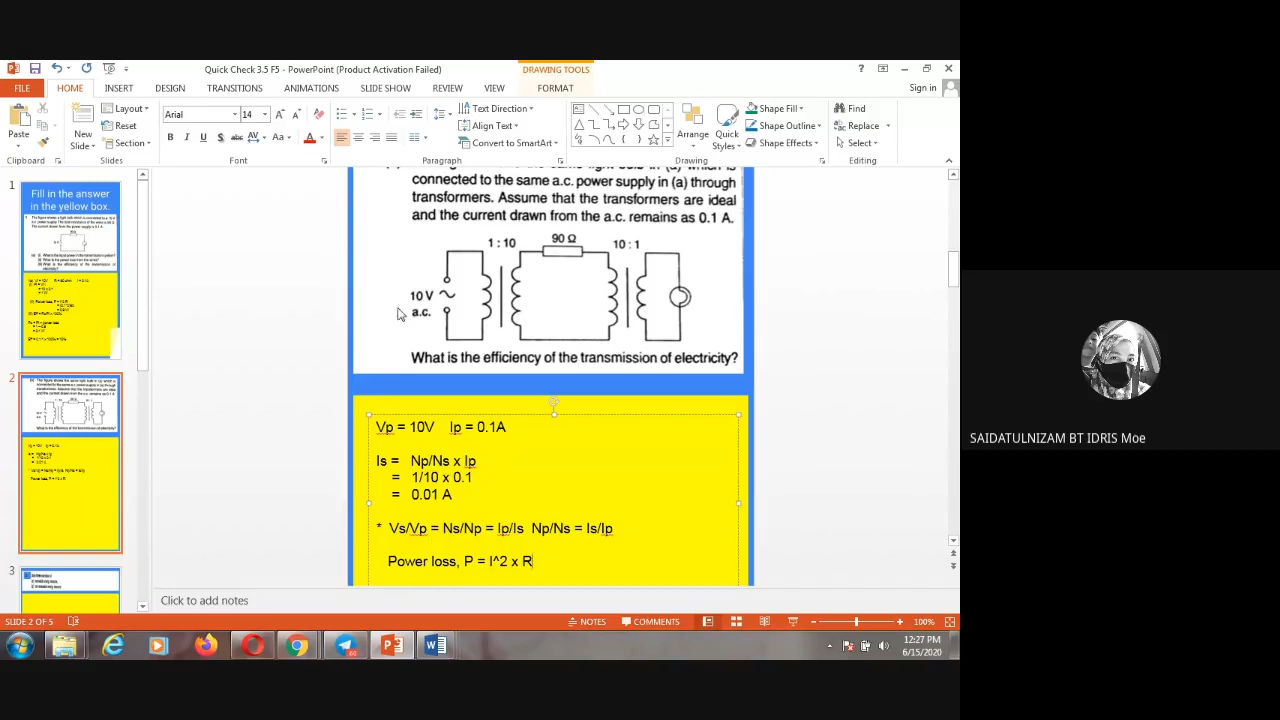 Quick Check 3.5 F5 - PowerPoint (Product Activation Failed)
DRAWING TOOLS
FILE HOME INSERT DESIGN TRANSITIONS ANIMATIONS SLIDE SHOW REVIEW VIEW FORMAT
Sign in
Paste
New
Slide
Layout
Reset
Section
Arial 14
Text Direction
Align Text
Convert to SmartArt
Arrange
Quick
Styles
Shape Fill
Shape Outline
Shape Effects
Find
Replace
Select
Clipboard Slides Font Paragraph Drawing Editing
1
Fill in the answer
in the yellow box.
2
3
connected to the same a.c. power supply in (a) through
transformers. Assume that the transformers are ideal
and the current drawn from the a.c. remains as 0.1 A.
1 : 10 90 Ω 10 : 1
10 V
a.c.
What is the efficiency of the transmission of electricity?
Vp = 10V Ip = 0.1A
Is = Np/Ns x Ip
= 1/10 x 0.1
= 0.01 A
* Vs/Vp = Ns/Np = Ip/Is Np/Ns = Is/Ip
Power loss, P = I^2 x R
Click to add notes
SLIDE 2 OF 5
NOTES COMMENTS 100%
12:27 PM
6/15/2020
SAIDATULNIZAM BT IDRIS Moe